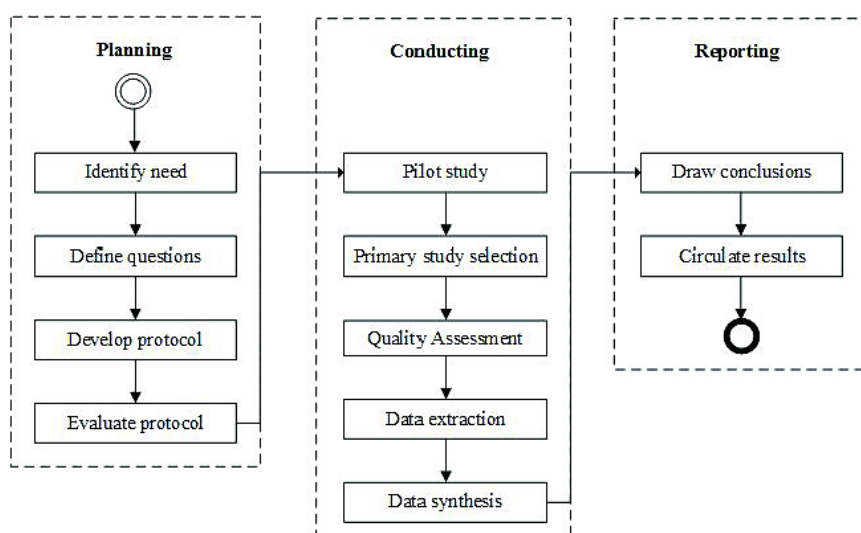 Planning
Identify need
Define questions
Develop protocol
Evaluate protocol
Conducting
Pilot study
Primary study selection
Quality Assessment
Data extraction
Data synthesis
Reporting
Draw conclusions
Circulate results